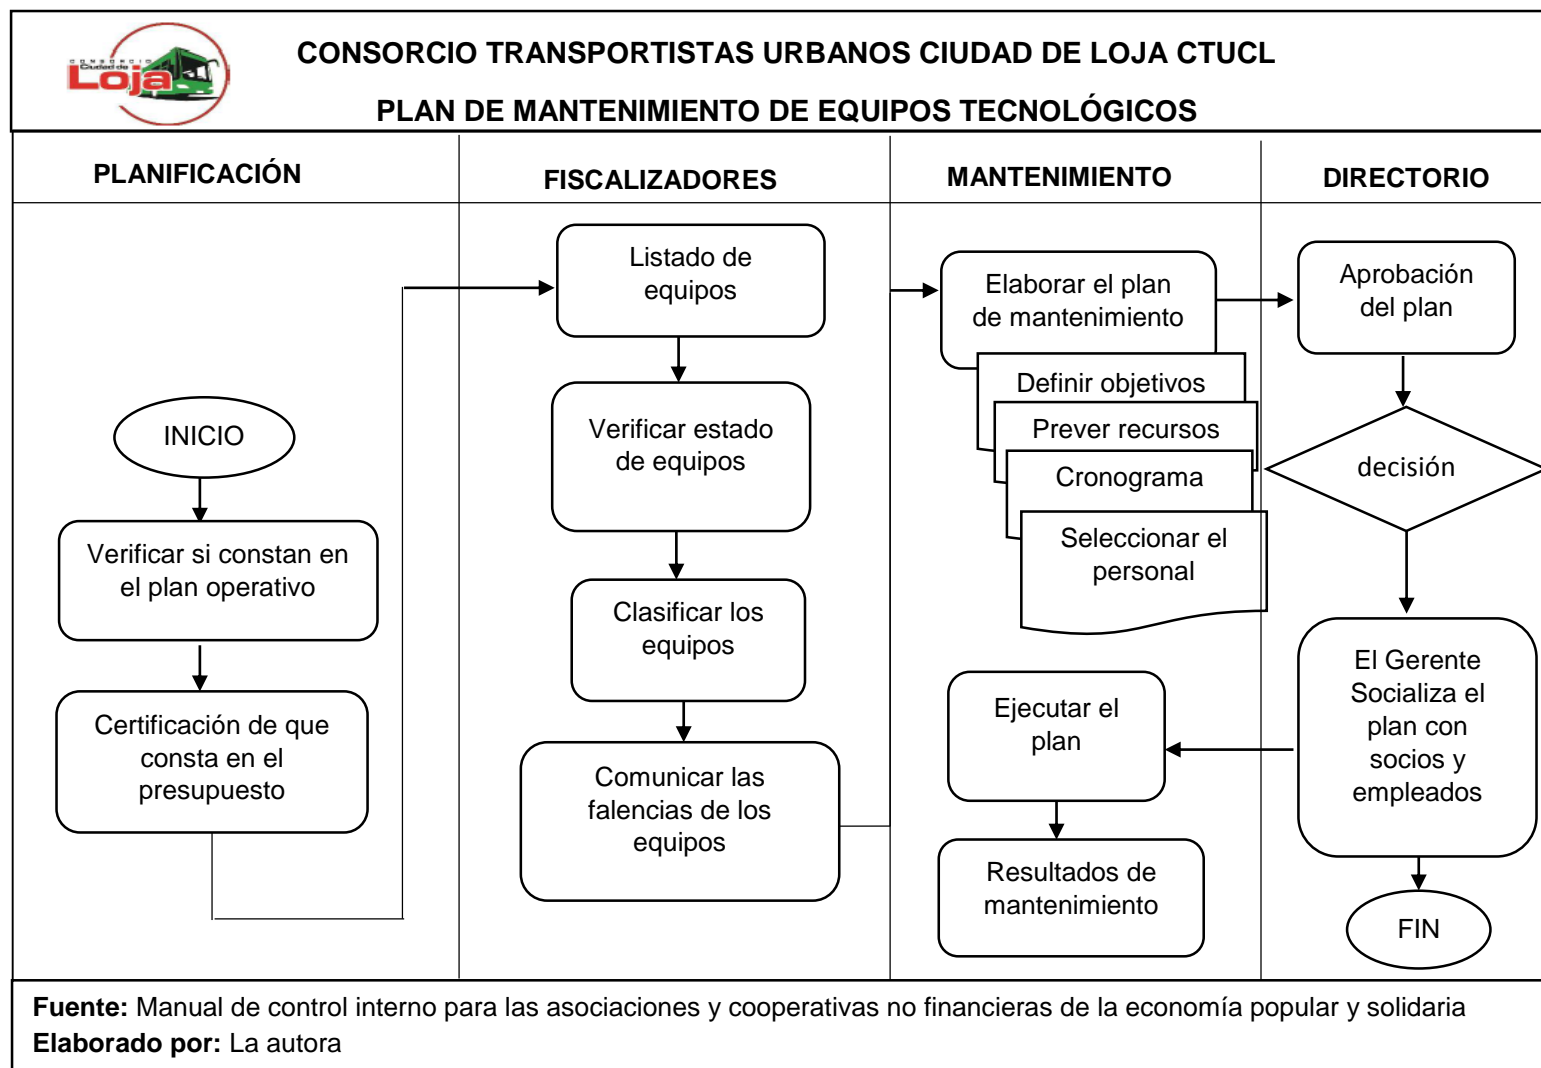 CONSORCIO
Ciudad de
Loja
CONSORCIO TRANSPORTISTAS URBANOS CIUDAD DE LOJA CTUCL
PLAN DE MANTENIMIENTO DE EQUIPOS TECNOLÓGICOS
PLANIFICACIÓN
INICIO
Verificar si constan en
el plan operativo
Certificación de que
consta en el
presupuesto
FISCALIZADORES
Listado de
equipos
Verificar estado
de equipos
Clasificar los
equipos
Comunicar las
falencias de los
equipos
MANTENIMIENTO
Elaborar el plan
de mantenimiento
Definir objetivos
Prever recursos
Cronograma
Seleccionar el
personal
Ejecutar el
plan
Resultados de
mantenimiento
DIRECTORIO
Aprobación
del plan
decisión
El Gerente
Socializa el
plan con
socios y
empleados
FIN
Fuente: Manual de control interno para las asociaciones y cooperativas no financieras de la economía popular y solidaria
Elaborado por: La autora